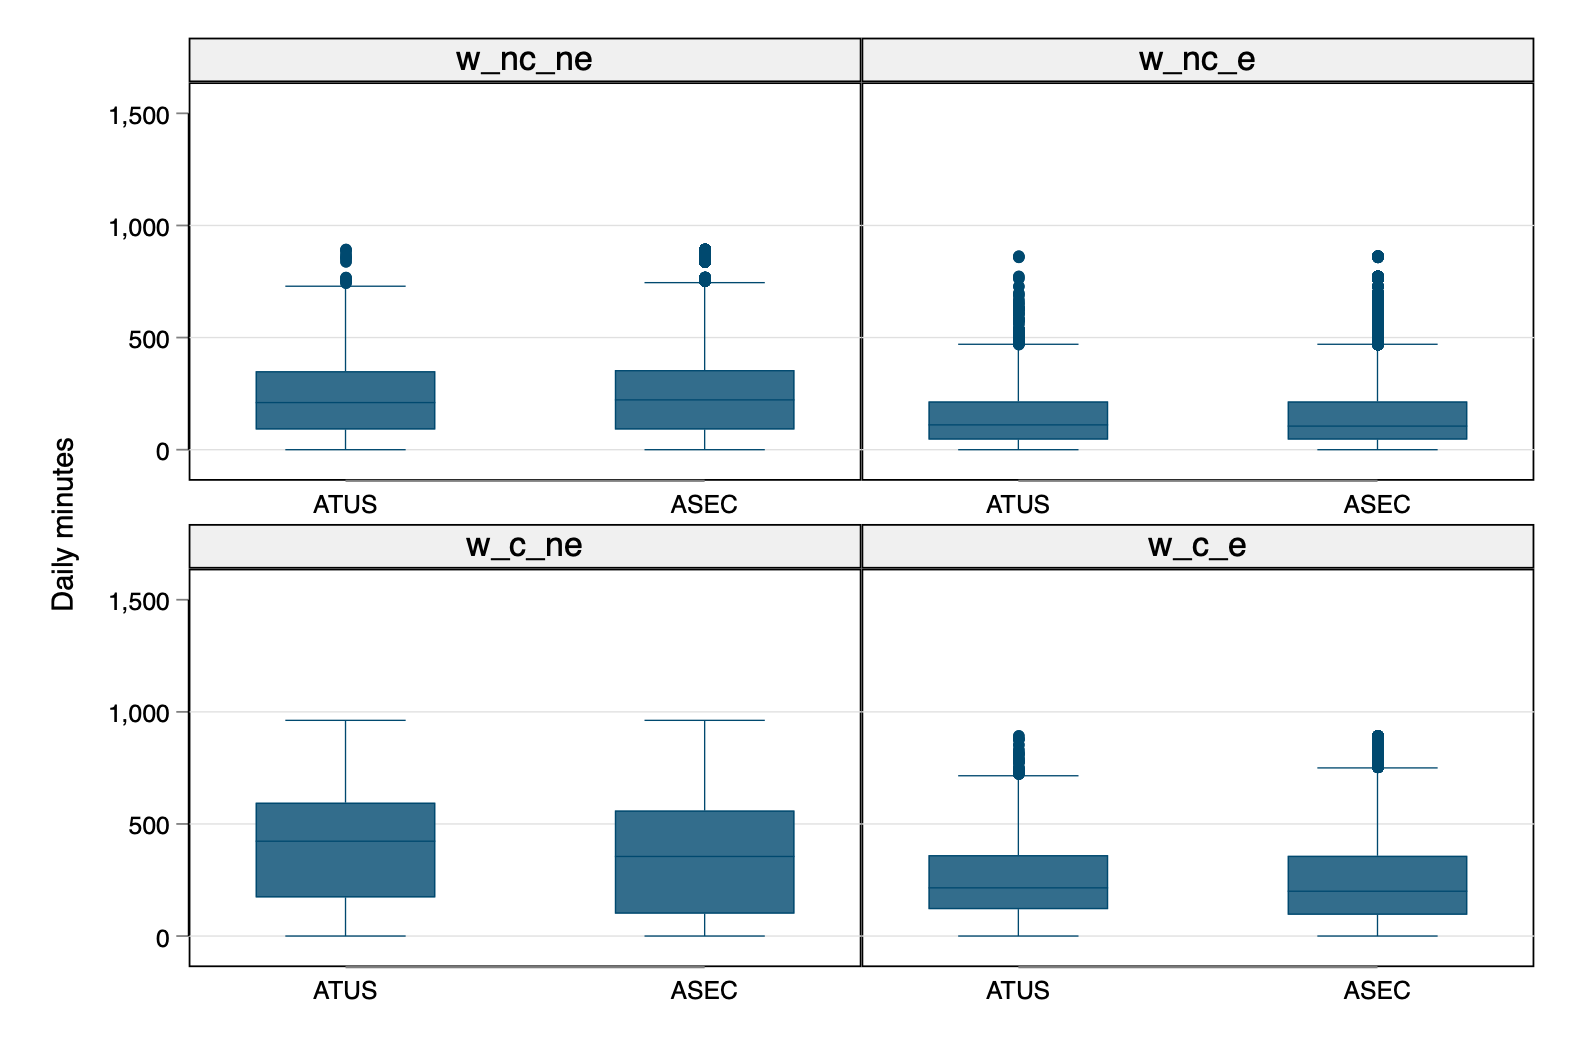 w_nc_ne
w_nc_e
1,500
1,000
500
0
ATUS
ASEC
ATUS
ASEC
Daily minutes
w_c_ne
w_c_e
1,500
1,000
500
0
ATUS
ASEC
ATUS
ASEC